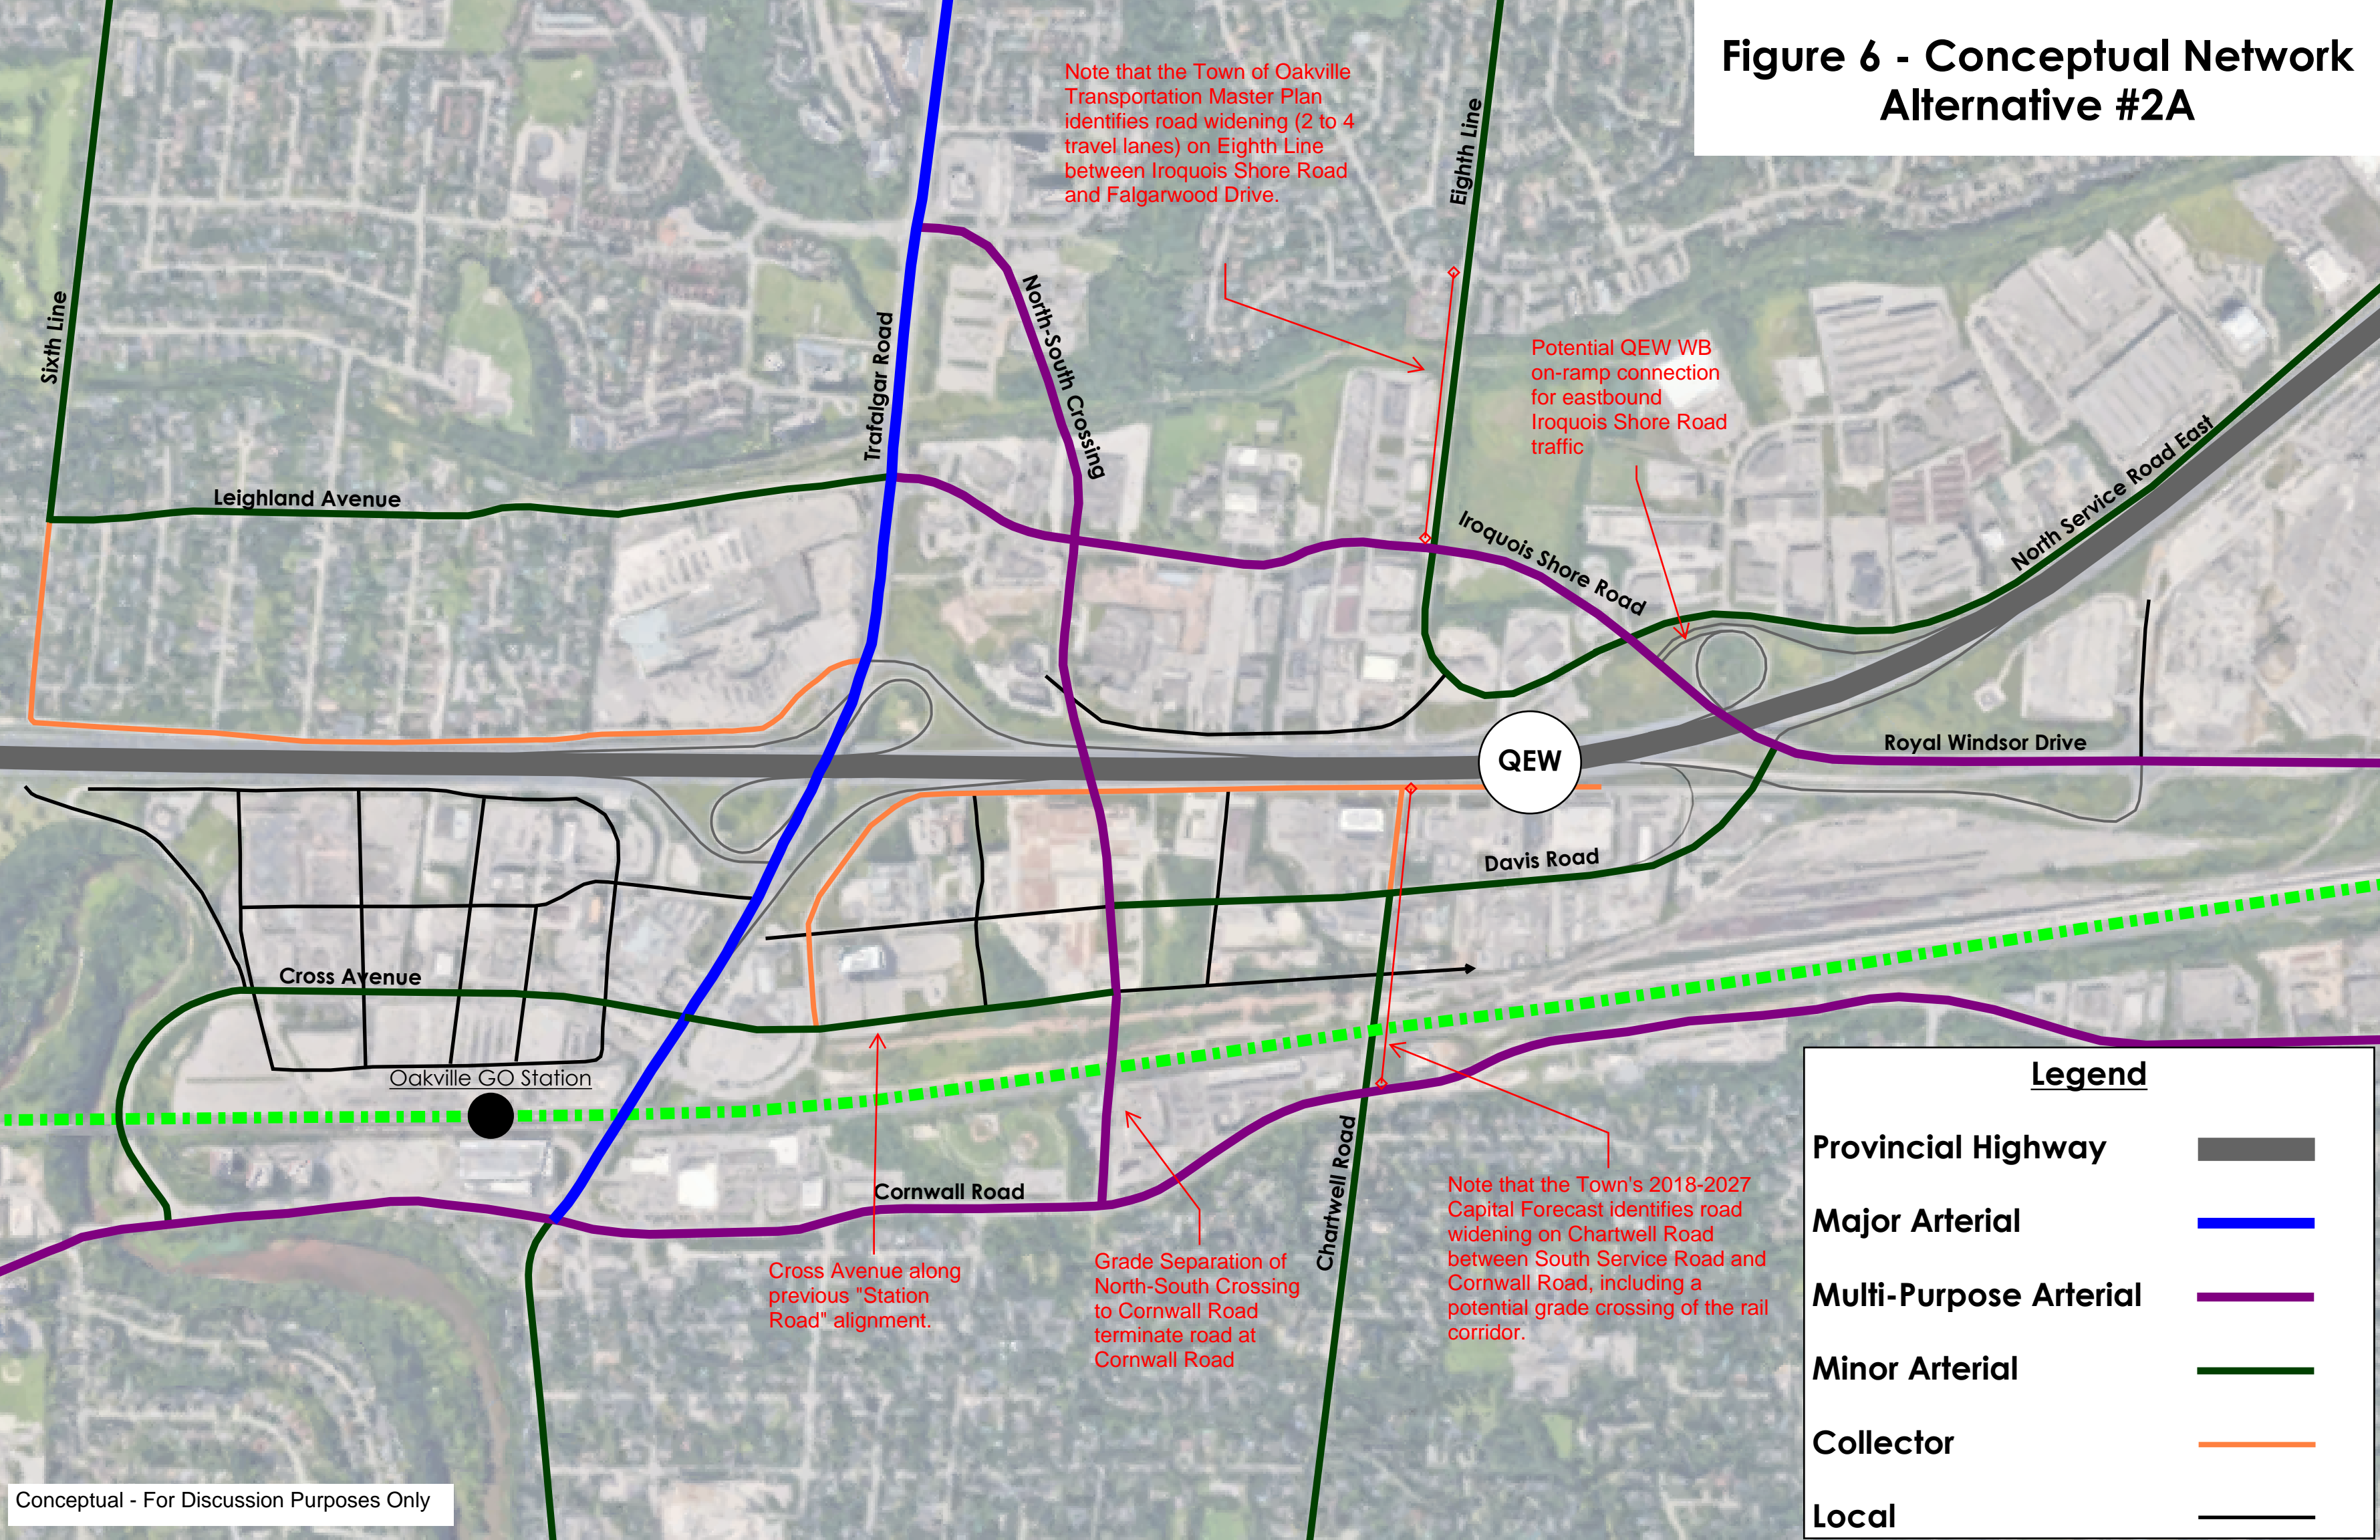 Figure 6 - Conceptual Network
Alternative #2A
Note that the Town of Oakville
Transportation Master Plan
identifies road widening (2 to 4
travel lanes) on Eighth Line
between Iroquois Shore Road
and Falgarwood Drive.
Eighth Line
Sixth Line
Trafalgar Road
North-South Crossing
Potential QEW WB
on-ramp connection
for eastbound
Iroquois Shore Road
traffic
Leighland Avenue
Iroquois Shore Road
North Service Road East
QEW
Royal Windsor Drive
Davis Road
Cross Avenue
Oakville GO Station
Cornwall Road
Chartwell Road
Cross Avenue along
previous "Station
Road" alignment.
Grade Separation of
North-South Crossing
to Cornwall Road
terminate road at
Cornwall Road
Note that the Town's 2018-2027
Capital Forecast identifies road
widening on Chartwell Road
between South Service Road and
Cornwall Road, including a
potential grade crossing of the rail
corridor.
Legend
Provincial Highway
Major Arterial
Multi-Purpose Arterial
Minor Arterial
Collector
Local
Conceptual - For Discussion Purposes Only